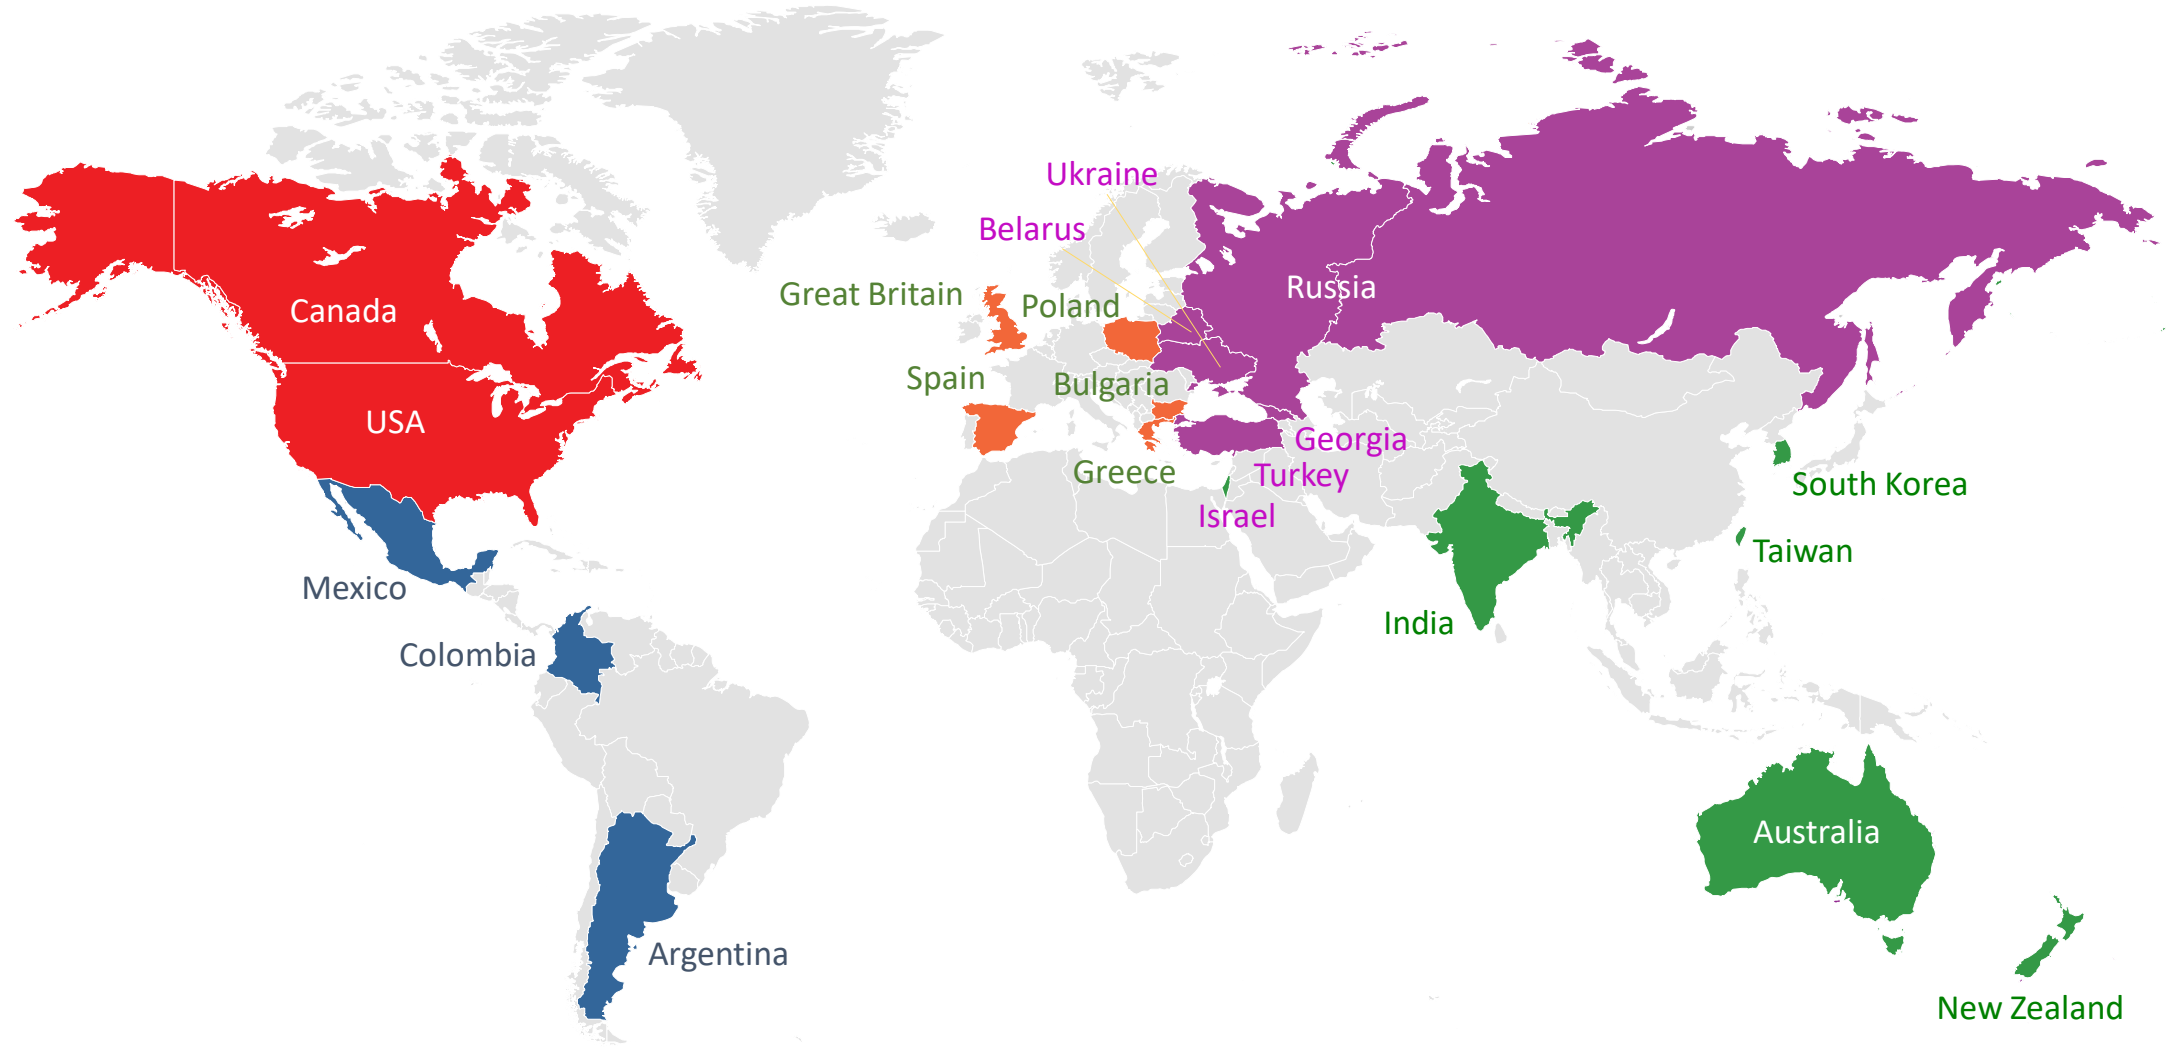 Ukraine
Belarus
Great Britain
Poland
Russia
Canada
Spain
Bulgaria
USA
Georgia
Greece
Turkey
South Korea
Israel
Taiwan
Mexico
India
Colombia
Australia
Argentina
New Zealand